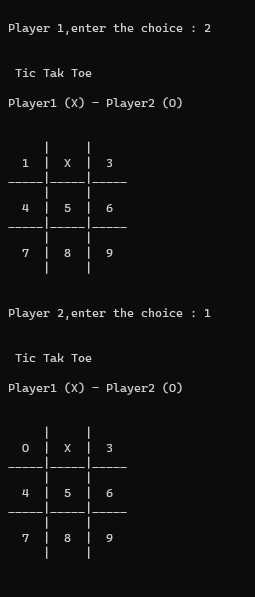 Player 1,enter the choice : 2
Tic Tak Toe
Player1 (X) - Player2 (O)
     |     |
  1  |  X  |  3
_____|_____|_____
     |     |
  4  |  5  |  6
_____|_____|_____
     |     |
  7  |  8  |  9
     |     |
Player 2,enter the choice : 1
Tic Tak Toe
Player1 (X) - Player2 (O)
     |     |
  O  |  X  |  3
_____|_____|_____
     |     |
  4  |  5  |  6
_____|_____|_____
     |     |
  7  |  8  |  9
     |     |